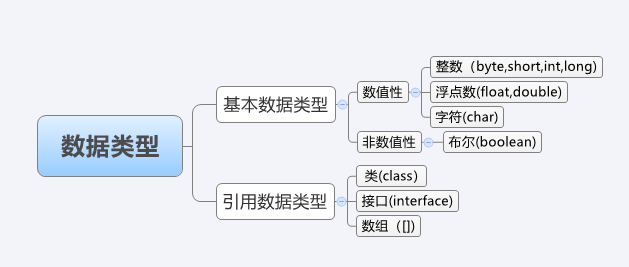 数据类型
基本数据类型
数值性
整数（byte,short,int,long)
浮点数(float,double)
字符(char)
非数值性
布尔(boolean)
引用数据类型
类(class)
接口(interface)
数组（[])